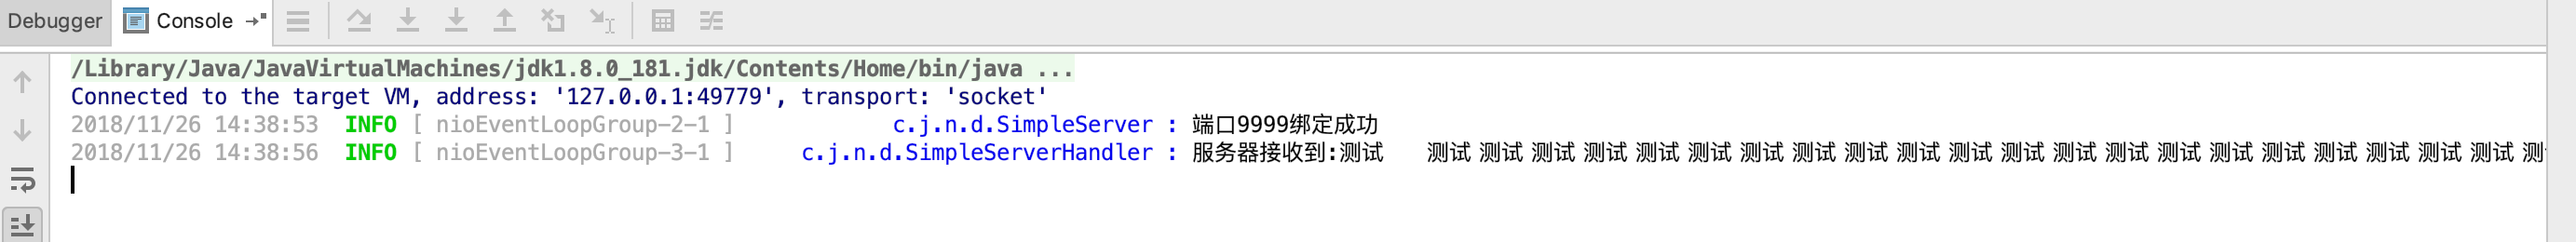 Debugger Console
/Library/Java/JavaVirtualMachines/jdk1.8.0_181.jdk/Contents/Home/bin/java ...
Connected to the target VM, address: '127.0.0.1:49779', transport: 'socket'
2018/11/26 14:38:53 INFO [ nioEventLoopGroup-2-1 ] c.j.n.d.SimpleServer : 端口9999绑定成功
2018/11/26 14:38:56 INFO [ nioEventLoopGroup-3-1 ] c.j.n.d.SimpleServerHandler : 服务器接收到:测试 测试 测试 测试 测试 测试 测试 测试 测试 测试 测试 测试 测试 测试 测试 测试 测试 测试 测试 测试 测试 测试 测